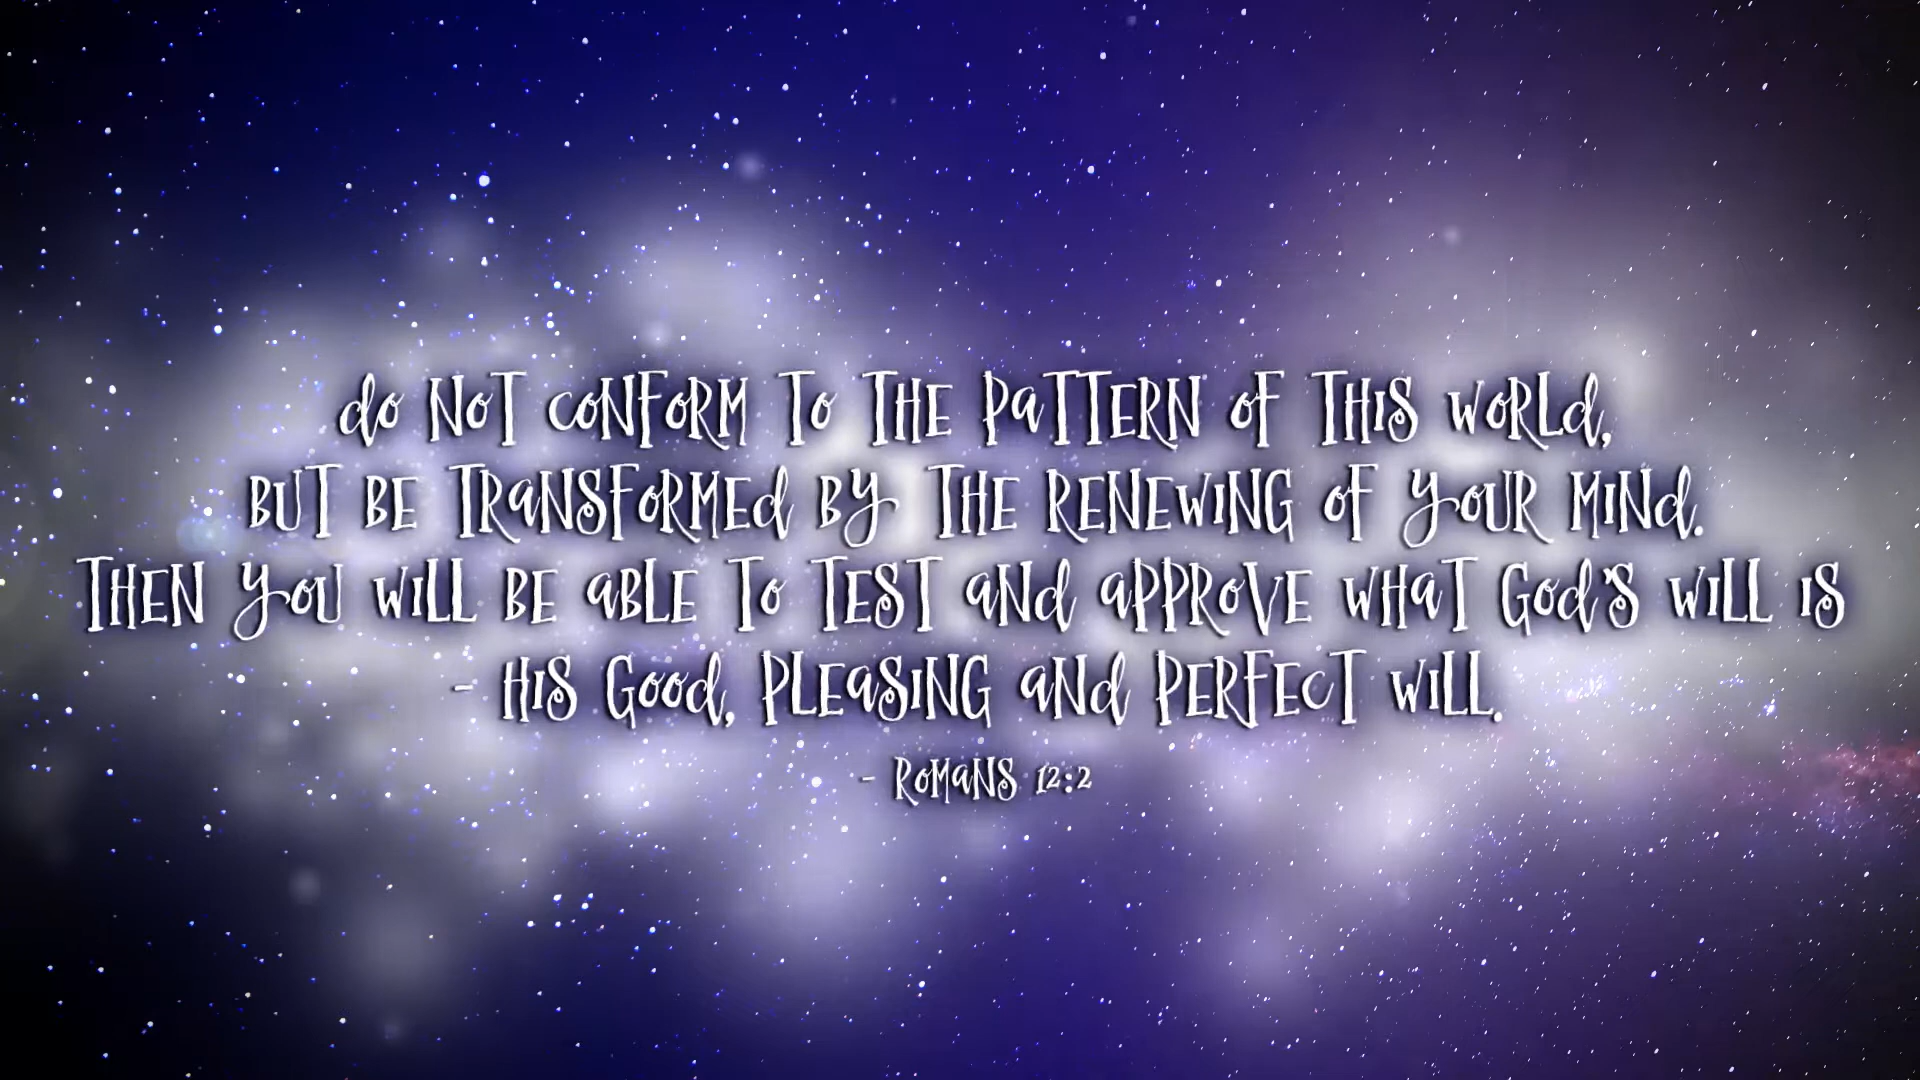 do NoT CoNFoRM To THE PaTTERN oF THIS WoRLd,
BUT BE TRaNSFoRMEd BY THE RENEWING oF YoUR MINd.
THEN YoU WILL BE aBLE To TEST aNd aPPRoVE WHaT God'S WILL IS
- HIS Good, PLEaSING aNd PERFECT WILL.
- RoMaNS 12:2